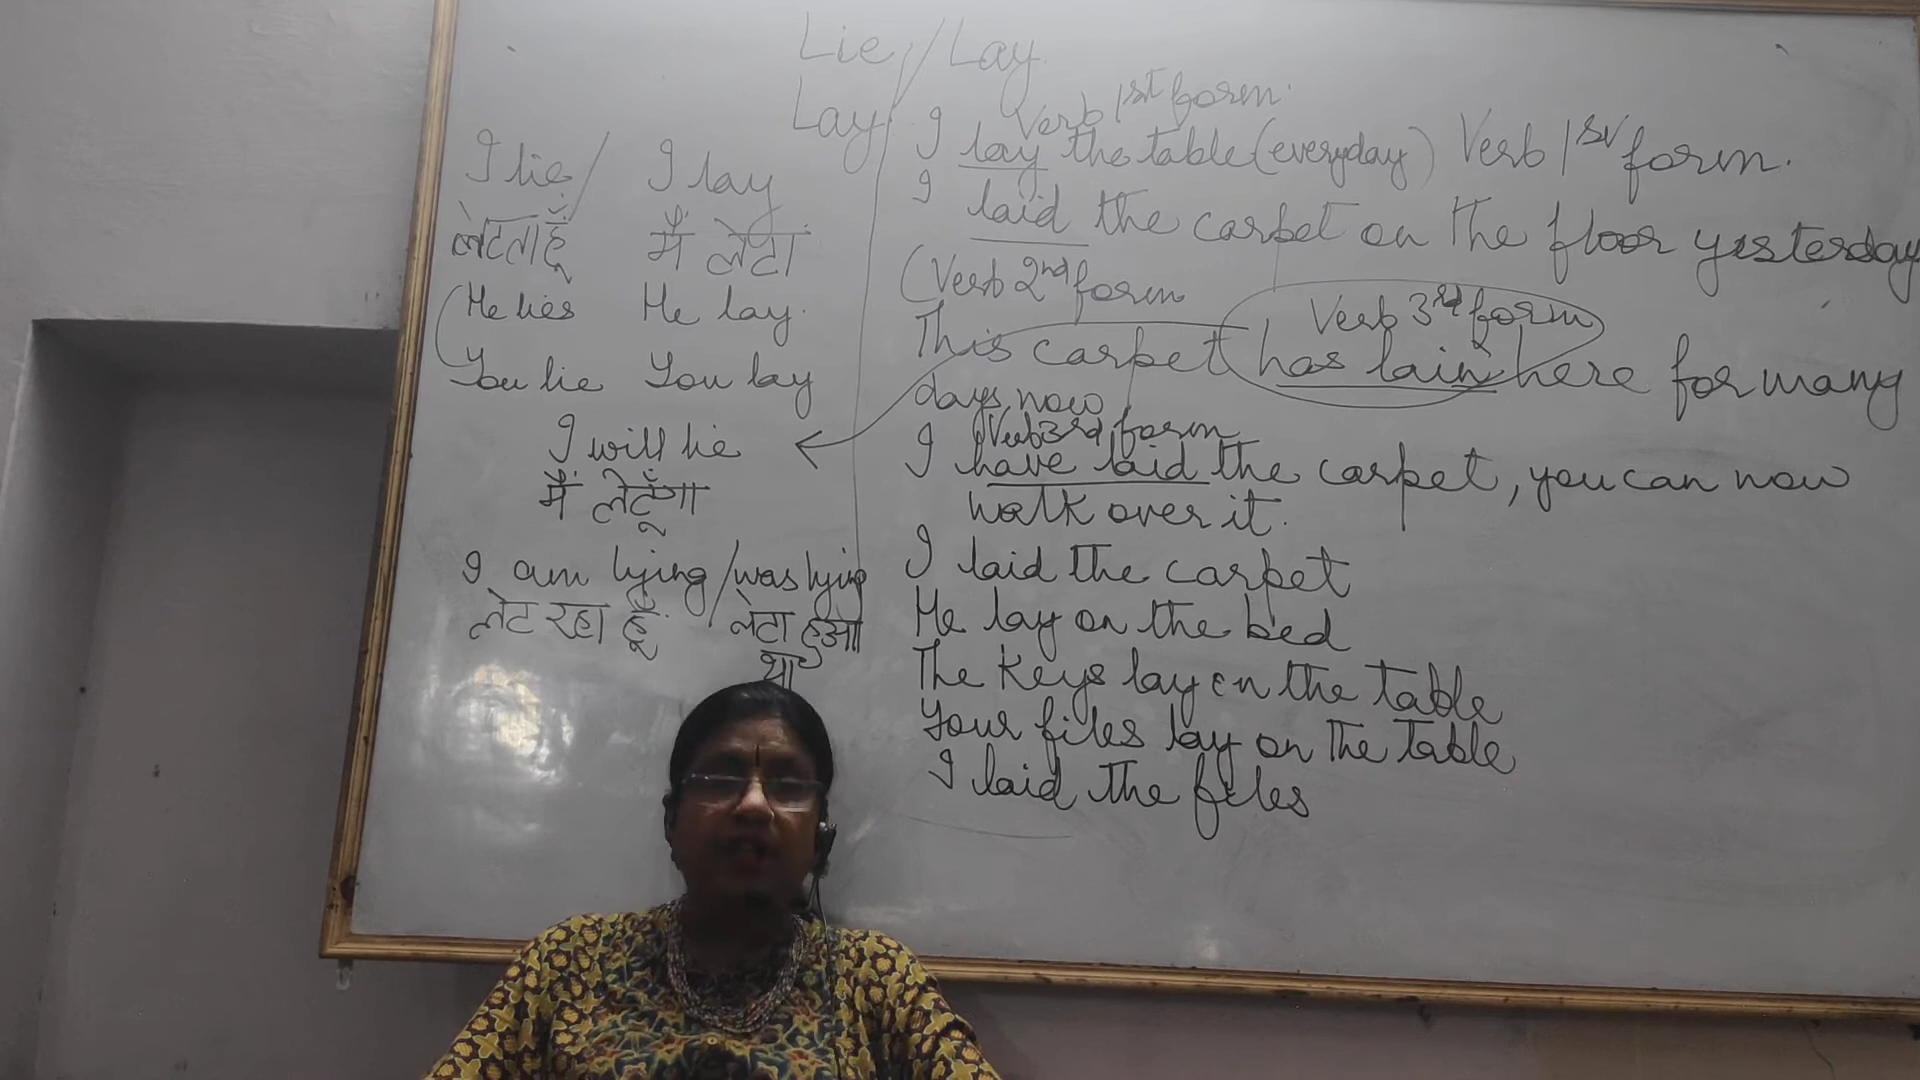 Lie / Lay
Lay
I lie / I lay
लेटता हूँ मैं लेटा
He lies He lay.
You lie You lay
I will lie
मैं लेटूँगा
I am lying / was lying
लेट रहा हूँ / लेटा हुआ
था
Verb 1st form.
I lay the table (everyday) Verb 1st form.
I laid the carpet on the floor yesterday
(Verb 2nd form
Verb 3rd form
This carpet has lain here for many
days now
Verb 3rd form
I have laid the carpet, you can now
walk over it.
I laid the carpet
He lay on the bed
The keys lay on the table
Your files lay on the table
I laid the files